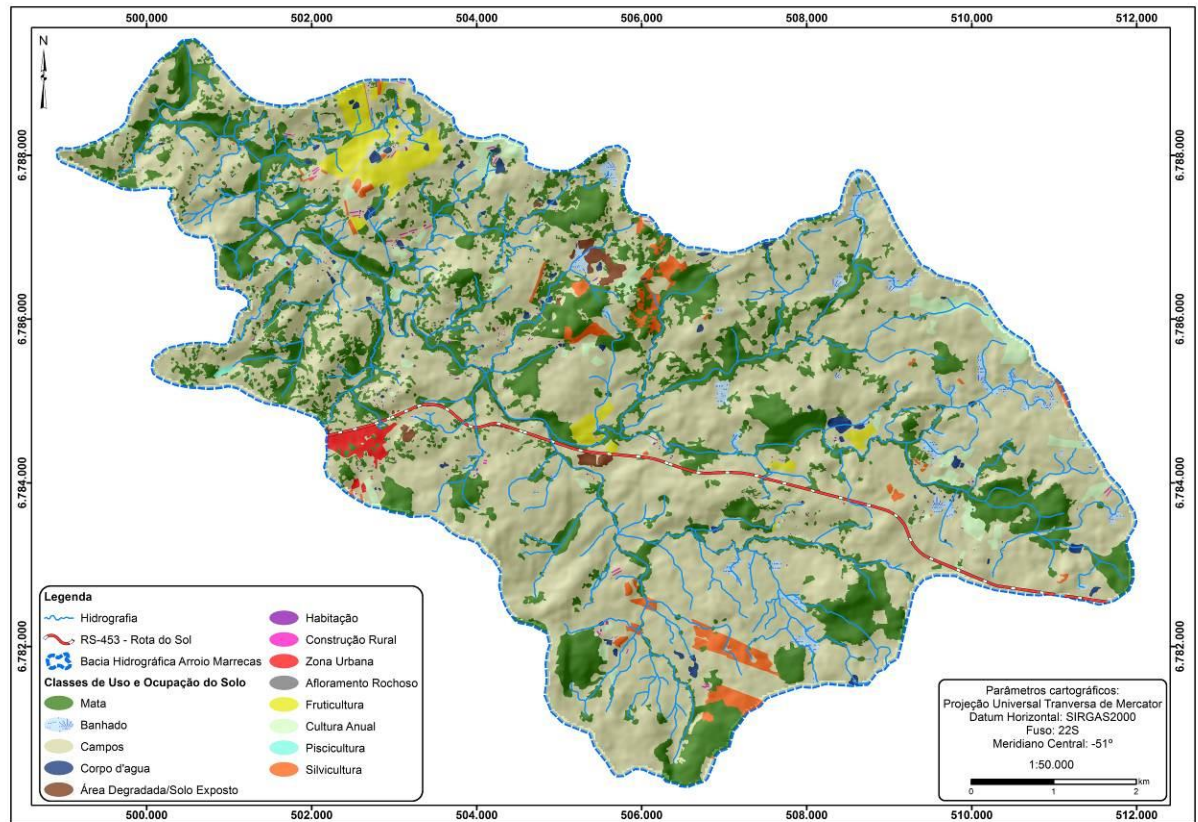 500.000 502.000 504.000 506.000 508.000 510.000 512.000
N
6.788.000 6.788.000
6.786.000 6.786.000
6.784.000 6.784.000
6.782.000 6.782.000
Legenda
Hidrografia
RS-453 - Rota do Sol
Bacia Hidrográfica Arroio Marrecas
Classes de Uso e Ocupação do Solo
Mata
Banhado
Campos
Corpo d'agua
Área Degradada/Solo Exposto
Habitação
Construção Rural
Zona Urbana
Afloramento Rochoso
Fruticultura
Cultura Anual
Piscicultura
Silvicultura
Parâmetros cartográficos:
Projeção Universal Tranversa de Mercator
Datum Horizontal: SIRGAS2000
Fuso: 22S
Meridiano Central: -51º
1:50.000
km
0 1 2
500.000 502.000 504.000 506.000 508.000 510.000 512.000